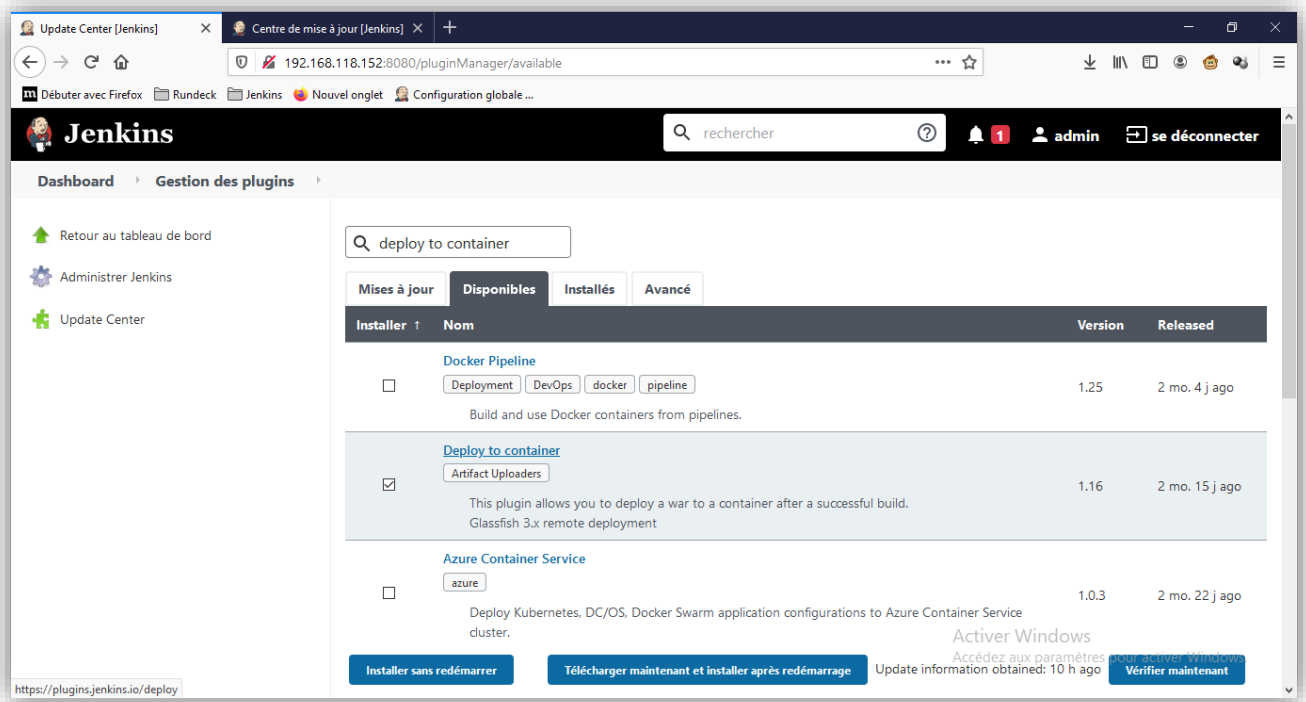 Update Center [Jenkins]
Centre de mise à jour [Jenkins]
192.168.118.152:8080/pluginManager/available
Débuter avec Firefox Rundeck Jenkins Nouvel onglet Configuration globale ...
Jenkins
rechercher
1
admin
se déconnecter
Dashboard
Gestion des plugins
Retour au tableau de bord
Administrer Jenkins
Update Center
deploy to container
Mises à jour Disponibles Installés Avancé
Installer ↑ Nom Version Released
Docker Pipeline
Deployment DevOps docker pipeline
Build and use Docker containers from pipelines.
1.25 2 mo. 4 j ago
Deploy to container
Artifact Uploaders
This plugin allows you to deploy a war to a container after a successful build.
Glassfish 3.x remote deployment
1.16 2 mo. 15 j ago
Azure Container Service
azure
Deploy Kubernetes, DC/OS, Docker Swarm application configurations to Azure Container Service
cluster.
1.0.3 2 mo. 22 j ago
Activer Windows
Accédez aux paramètres pour activer Windows.
Installer sans redémarrer
Télécharger maintenant et installer après redémarrage
Update information obtained: 10 h ago
Vérifier maintenant
https://plugins.jenkins.io/deploy